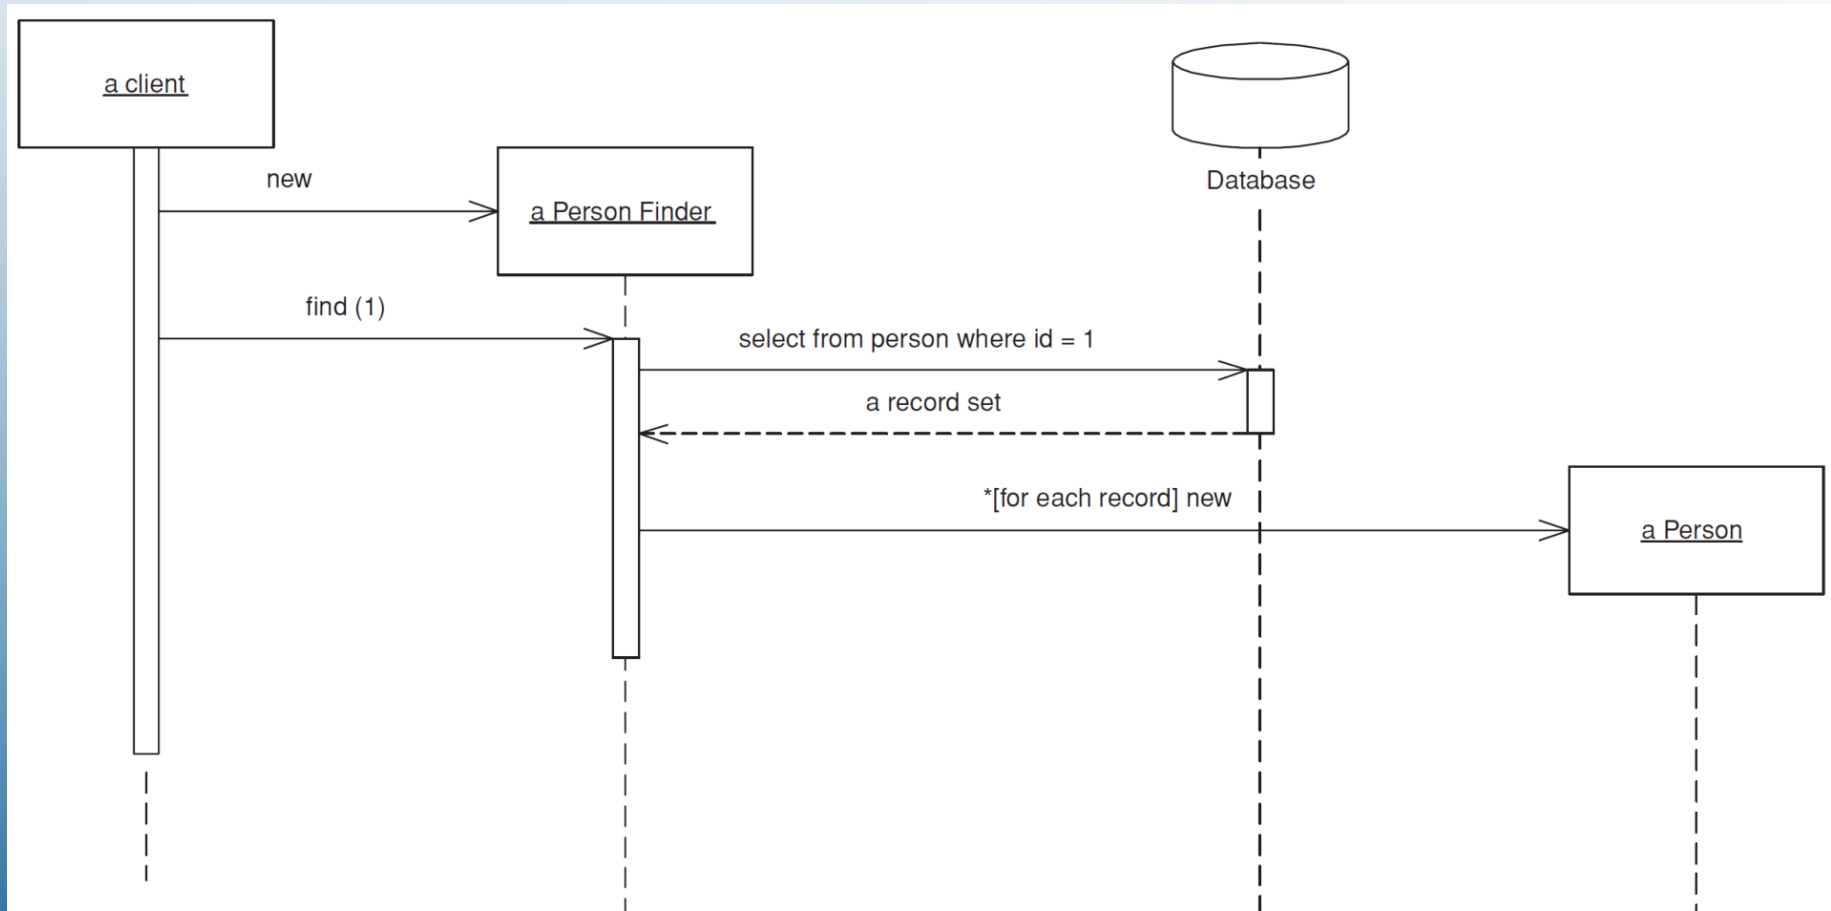 a client
new
a Person Finder
Database
find (1)
select from person where id = 1
a record set
*[for each record] new
a Person